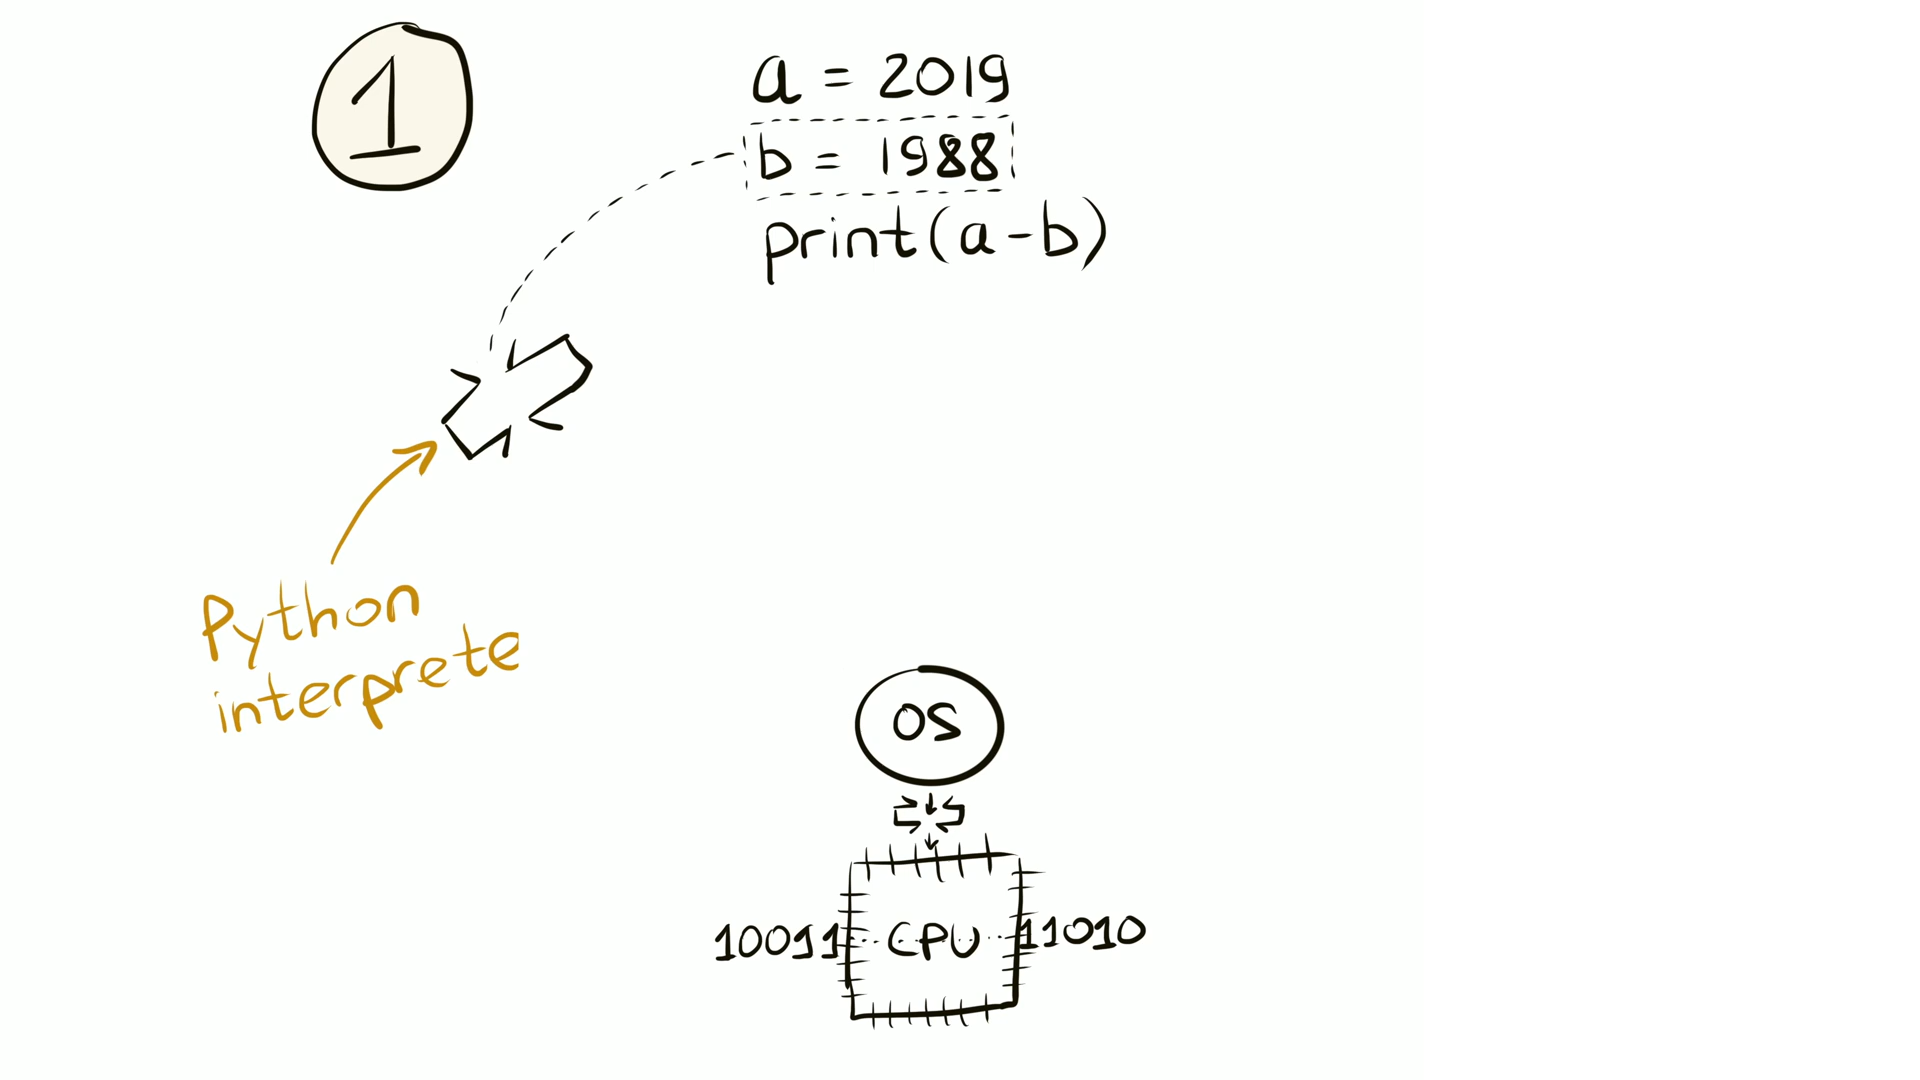 1
a = 2019
b = 1988
print(a-b)
Python
interprete
OS
CPU
10011
11010